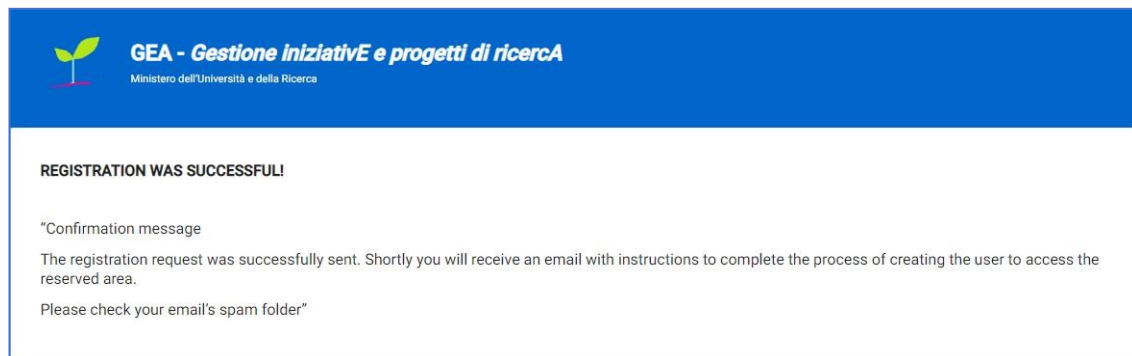 GEA - Gestione iniziativE e progetti di ricercA
Ministero dell'Università e della Ricerca
REGISTRATION WAS SUCCESSFUL!
“Confirmation message
The registration request was successfully sent. Shortly you will receive an email with instructions to complete the process of creating the user to access the
reserved area.
Please check your email’s spam folder”